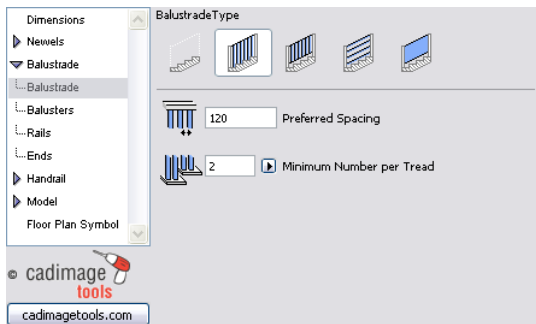 Dimensions
Newels
Balustrade
Balustrade
Balusters
Rails
Ends
Handrail
Model
Floor Plan Symbol
© cadimage
tools
cadimagetools.com
BalustradeType
120 Preferred Spacing
2 Minimum Number per Tread